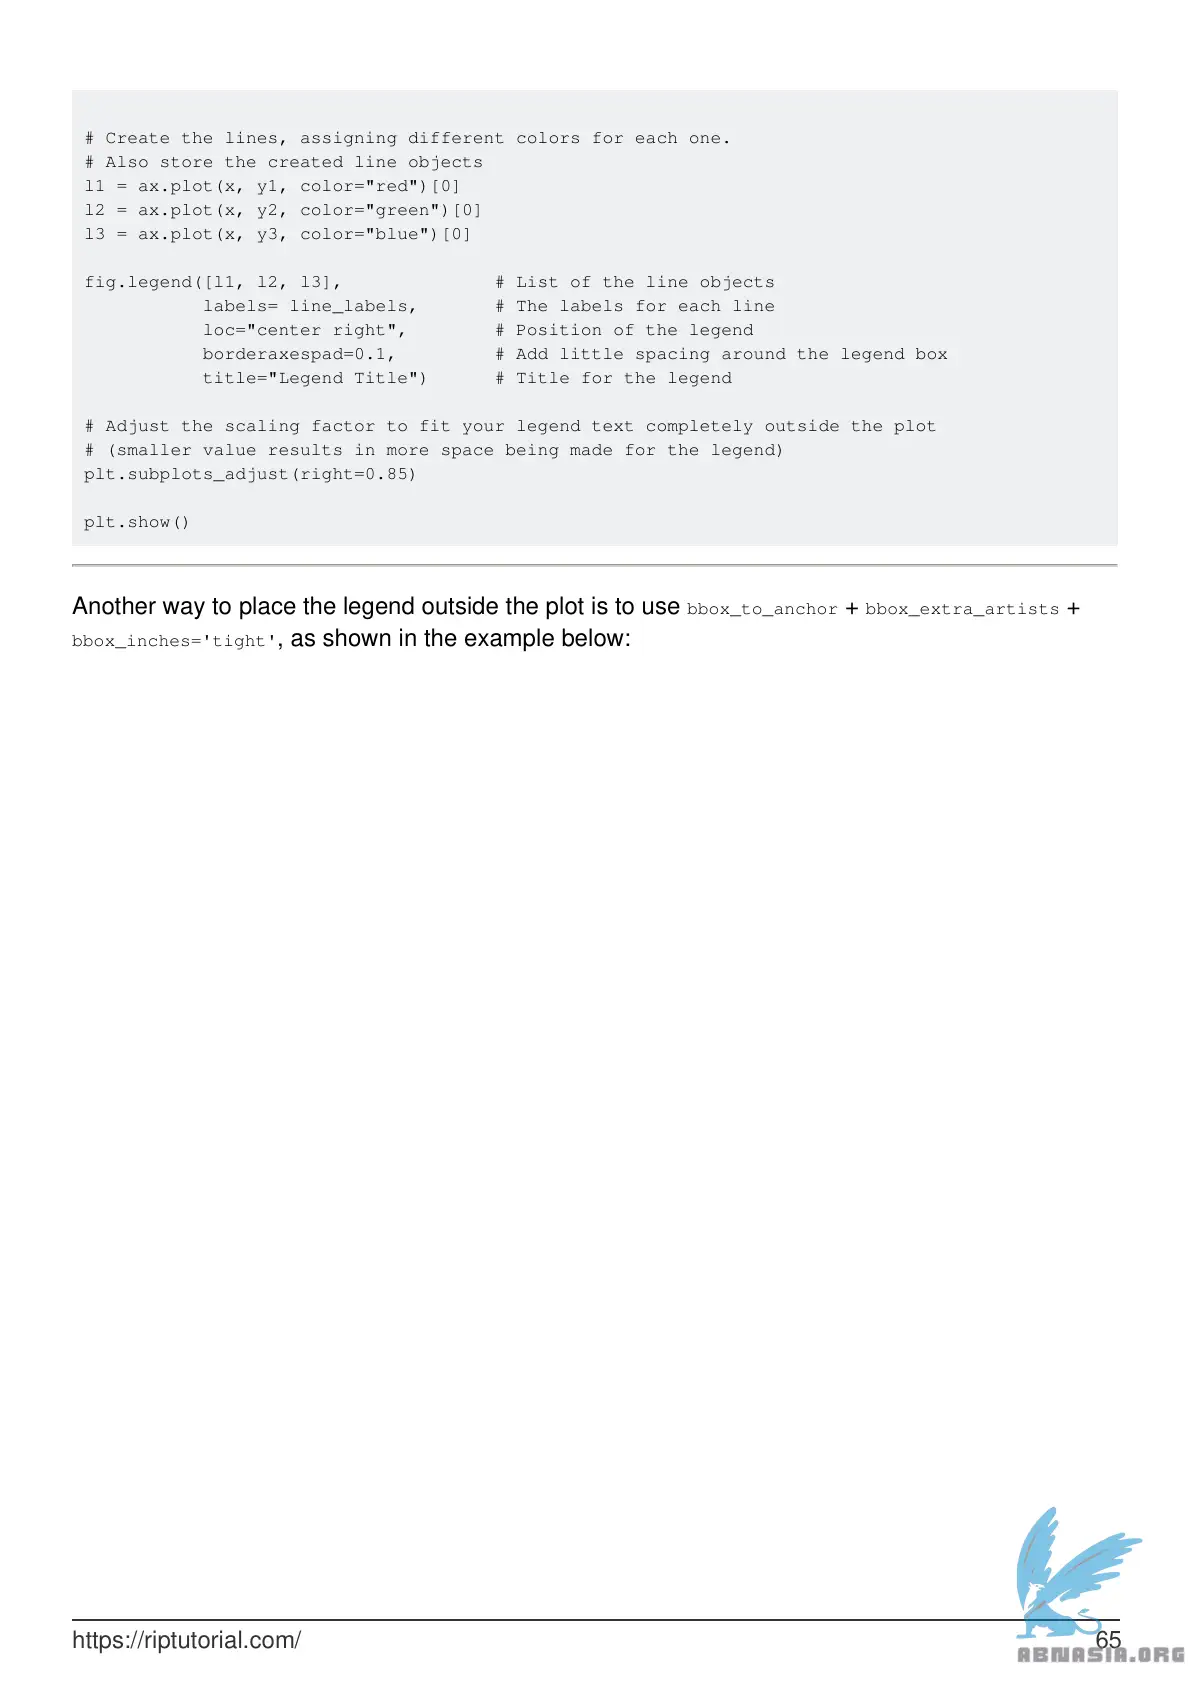 # Create the lines, assigning different colors for each one.
# Also store the created line objects
l1 = ax.plot(x, y1, color="red")[0]
l2 = ax.plot(x, y2, color="green")[0]
l3 = ax.plot(x, y3, color="blue")[0]
fig.legend([l1, l2, l3],              # List of the line objects
           labels= line_labels,       # The labels for each line
           loc="center right",        # Position of the legend
           borderaxespad=0.1,         # Add little spacing around the legend box
           title="Legend Title")      # Title for the legend
# Adjust the scaling factor to fit your legend text completely outside the plot
# (smaller value results in more space being made for the legend)
plt.subplots_adjust(right=0.85)
plt.show()
Another way to place the legend outside the plot is to use bbox_to_anchor + bbox_extra_artists +
bbox_inches='tight', as shown in the example below:
https://riptutorial.com/ 65
ABNASIA.ORG